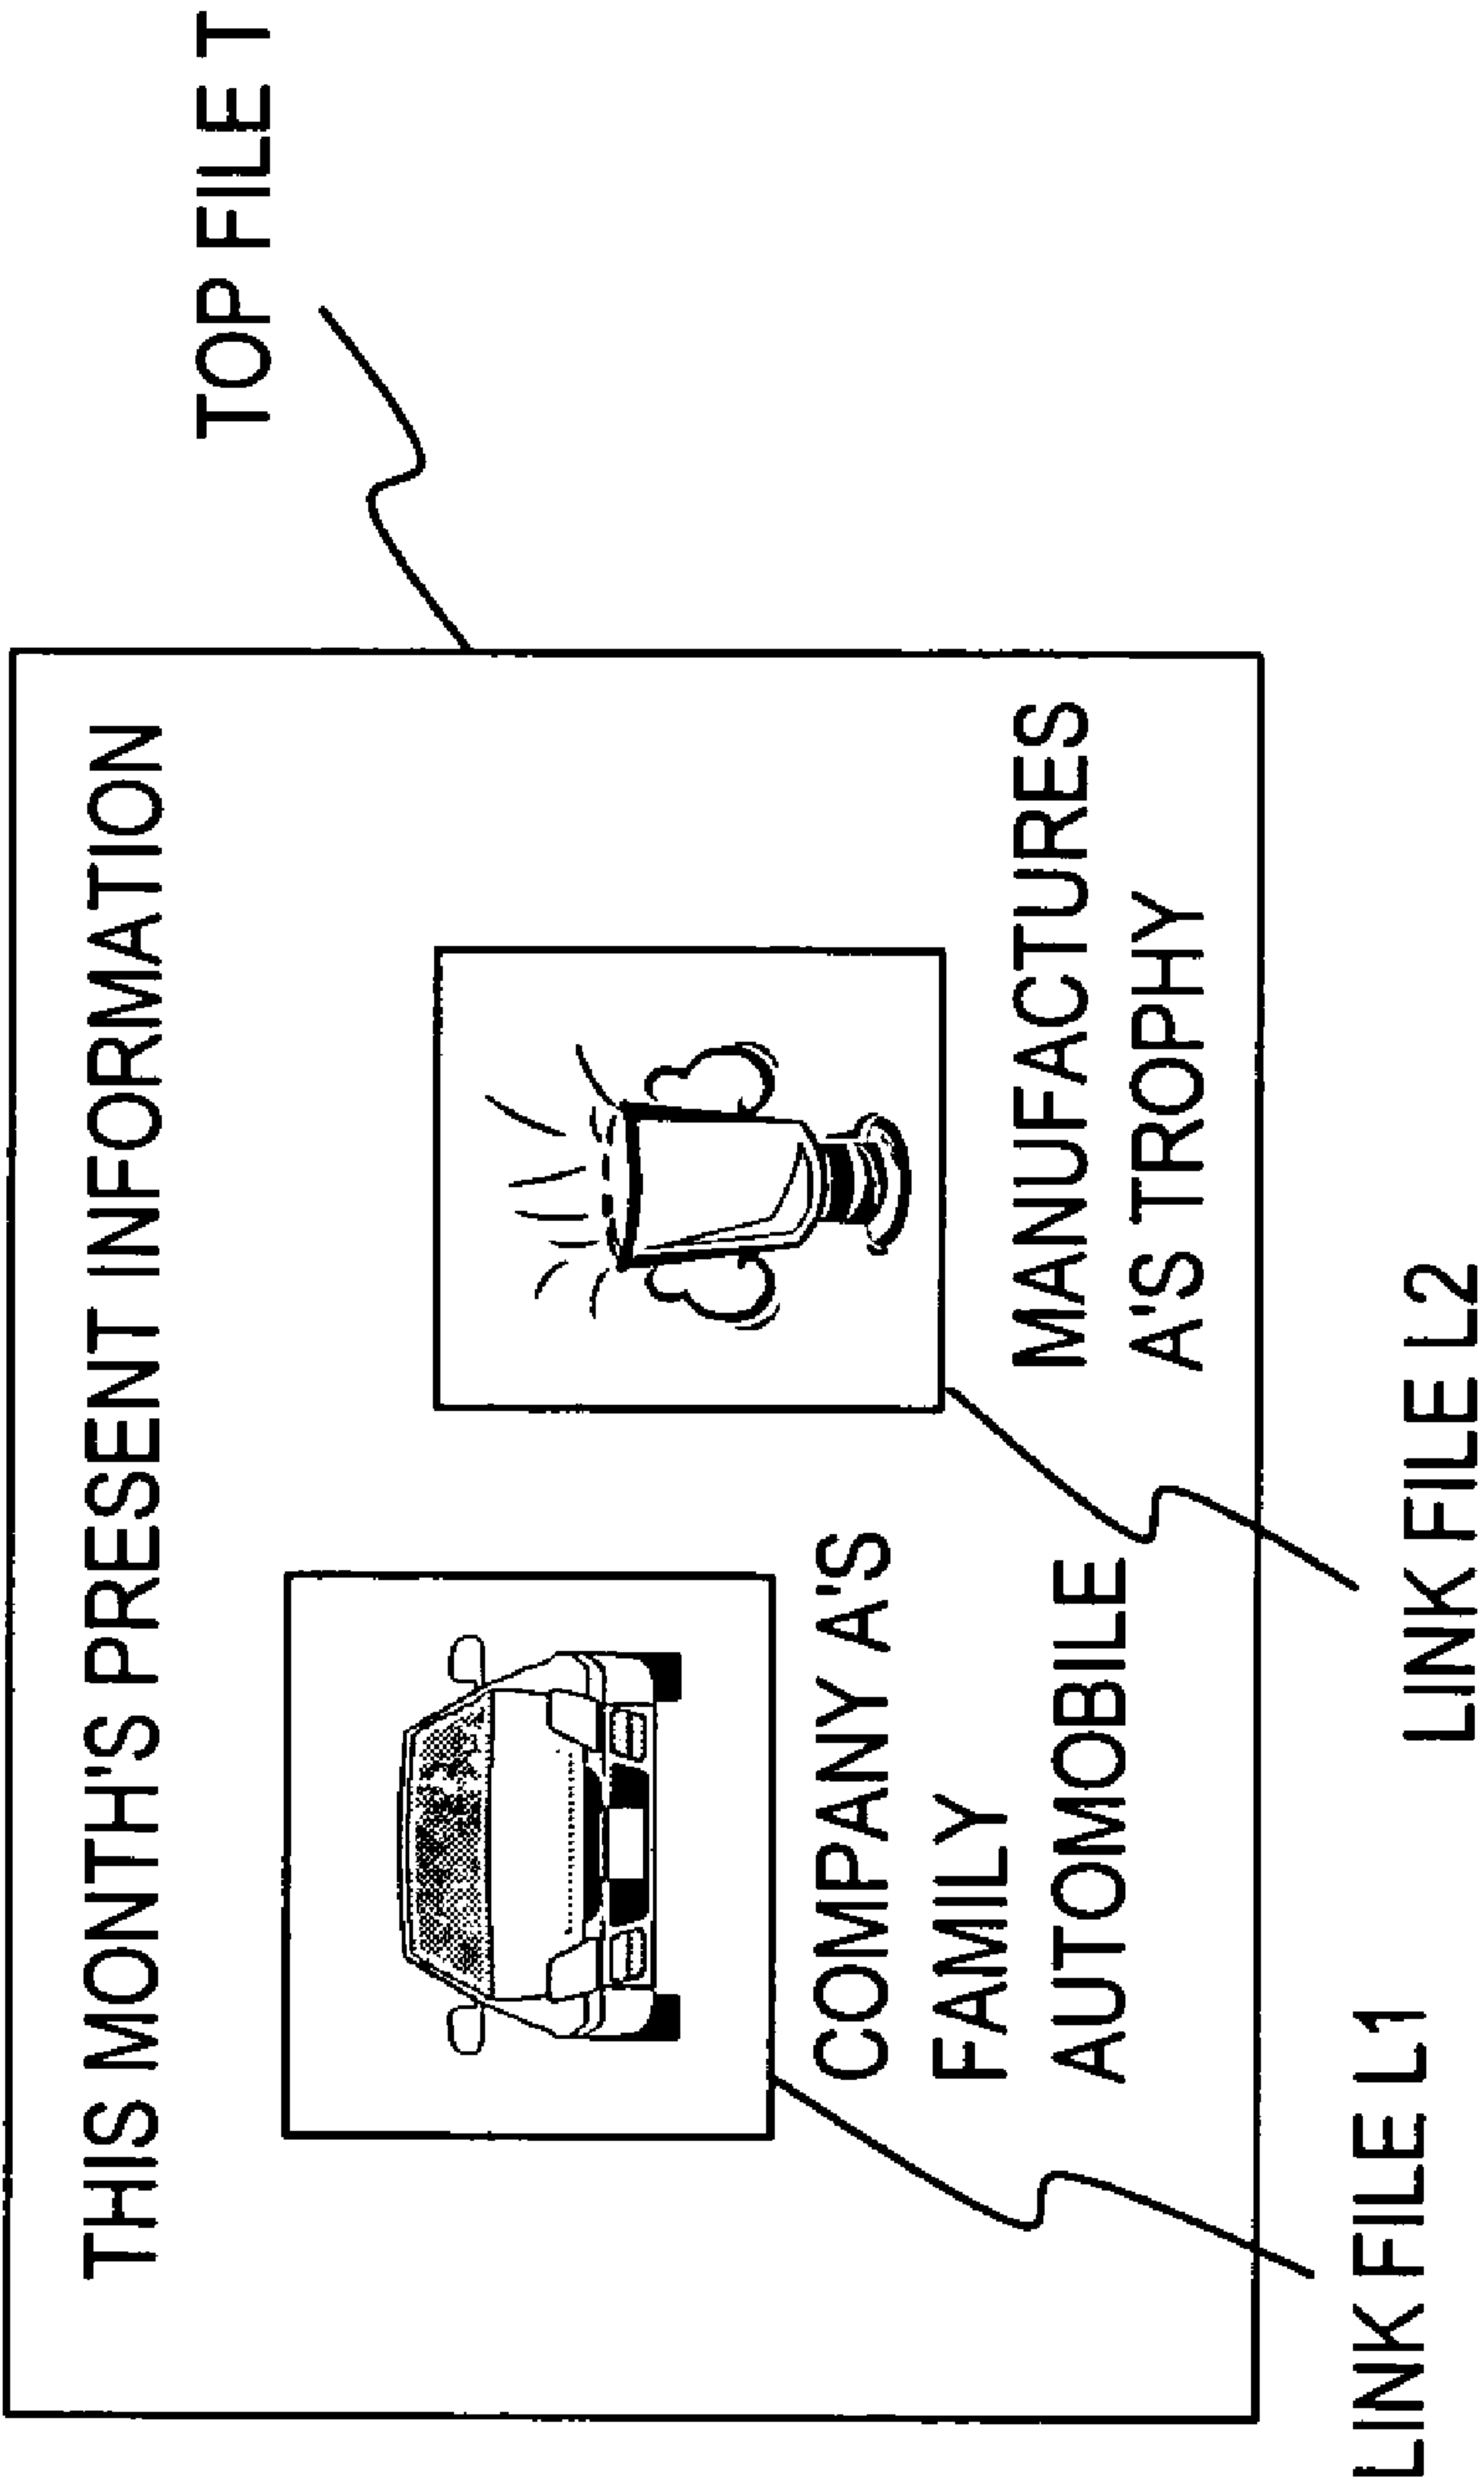 TOP FILE T
THIS MONTH'S PRESENT INFORMATION
COMPANY A'S
FAMILY
AUTOMOBILE
MANUFACTURES
A'S TROPHY
LINK FILE L1
LINK FILE L2